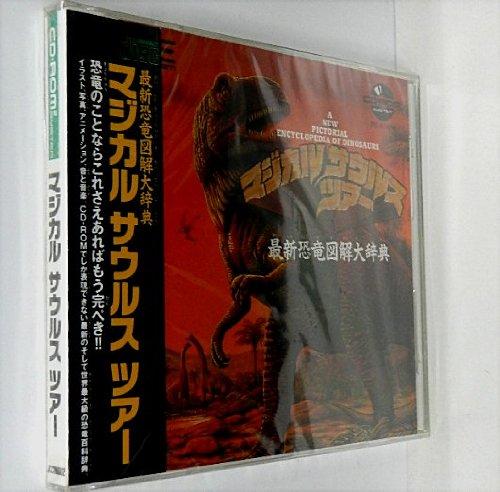 マジカル サウルス ツアー
最新恐竜図解大辞典
マジカル サウルス ツアー
恐竜のことならこれさえあればもう完ぺき!!
イラスト、写真、アニメーション、音と音楽 CD-ROMでしか表現できない最新のそして世界最大級の恐竜百科辞典。
A
NEW
PICTORIAL
ENCYCLOPEDIA OF DINOSAURS
マジカル サウルス
ツアー
最新恐竜図解大辞典